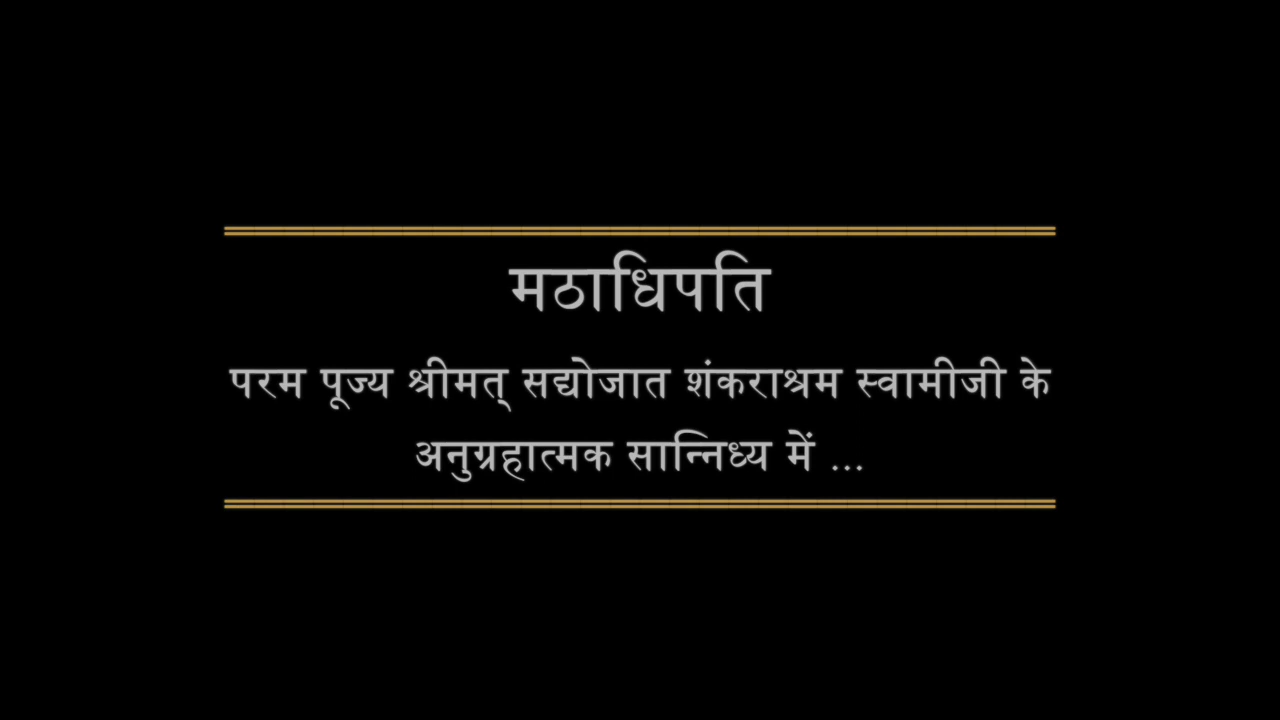 मठाधिपति
परम पूज्य श्रीमत् सद्योजात शंकराश्रम स्वामीजी के
अनुग्रहात्मक सान्निध्य में ...